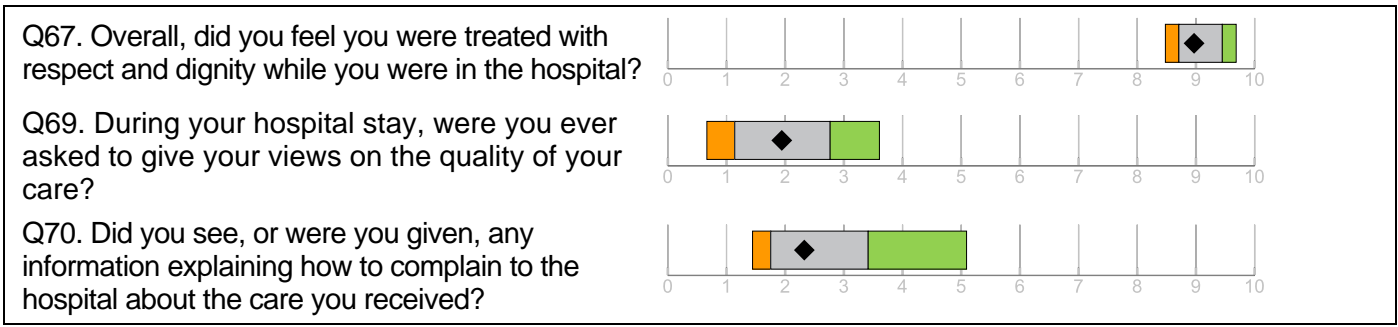 Q67. Overall, did you feel you were treated with
respect and dignity while you were in the hospital?
0 1 2 3 4 5 6 7 8 9 10
Q69. During your hospital stay, were you ever
asked to give your views on the quality of your
care?
0 1 2 3 4 5 6 7 8 9 10
Q70. Did you see, or were you given, any
information explaining how to complain to the
hospital about the care you received?
0 1 2 3 4 5 6 7 8 9 10